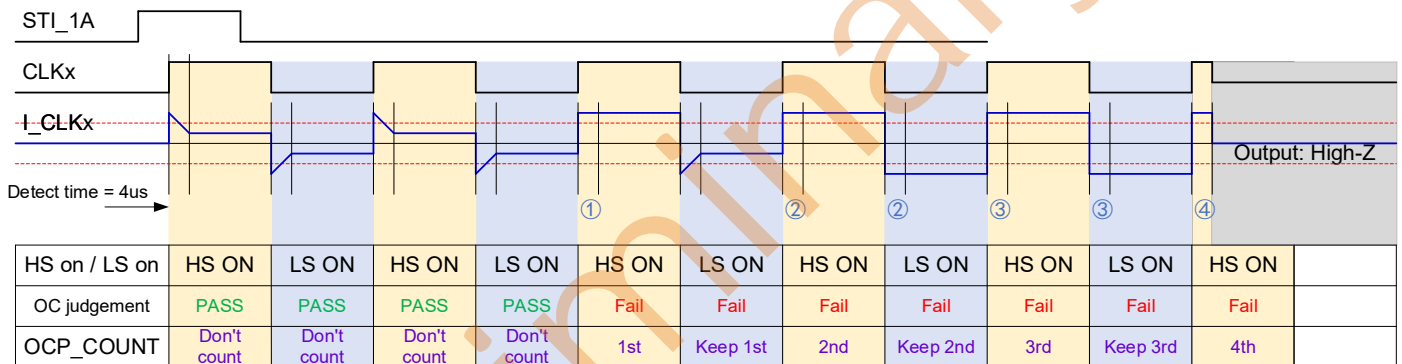 STI_1A
CLKx
I_CLKx
Output: High-Z
Detect time = 4us
① ② ② ③ ③ ④
HS on / LS on HS ON LS ON HS ON LS ON HS ON LS ON HS ON LS ON HS ON LS ON HS ON
OC judgement PASS PASS PASS PASS Fail Fail Fail Fail Fail Fail Fail
OCP_COUNT Don't count Don't count Don't count Don't count 1st Keep 1st 2nd Keep 2nd 3rd Keep 3rd 4th